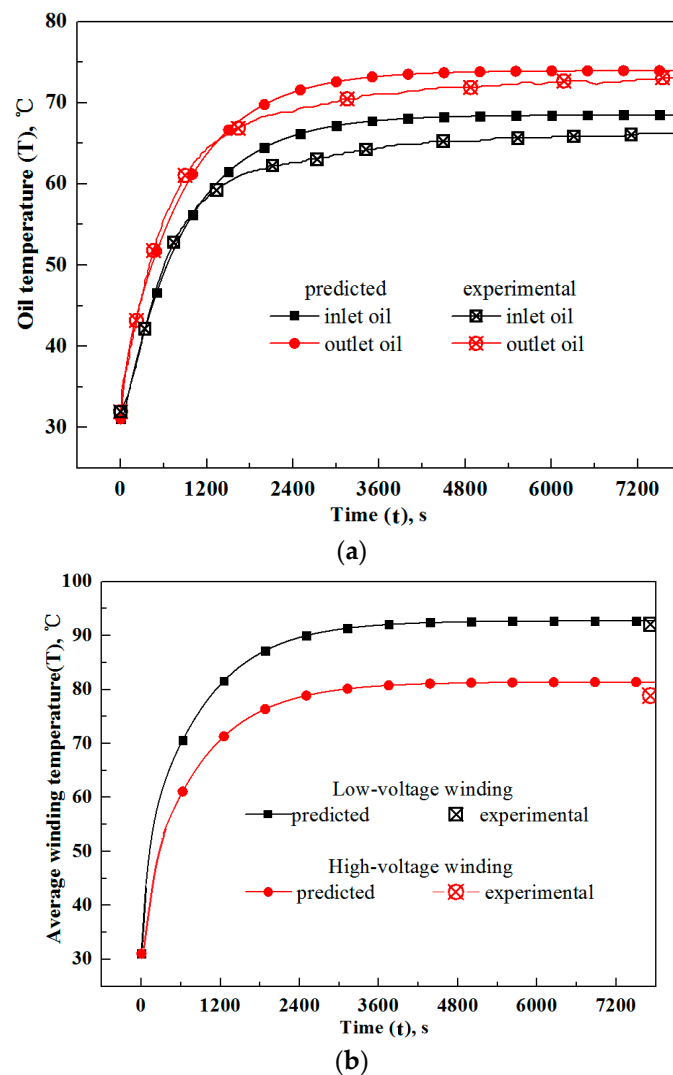 80
70
60
50
40
30
Oil temperature (T), ℃
predicted experimental
inlet oil inlet oil
outlet oil outlet oil
0 1200 2400 3600 4800 6000 7200
Time (t), s
(a)
100
90
80
70
60
50
40
30
Average winding temperature(T), ℃
Low-voltage winding
predicted experimental
High-voltage winding
predicted experimental
0 1200 2400 3600 4800 6000 7200
Time (t), s
(b)